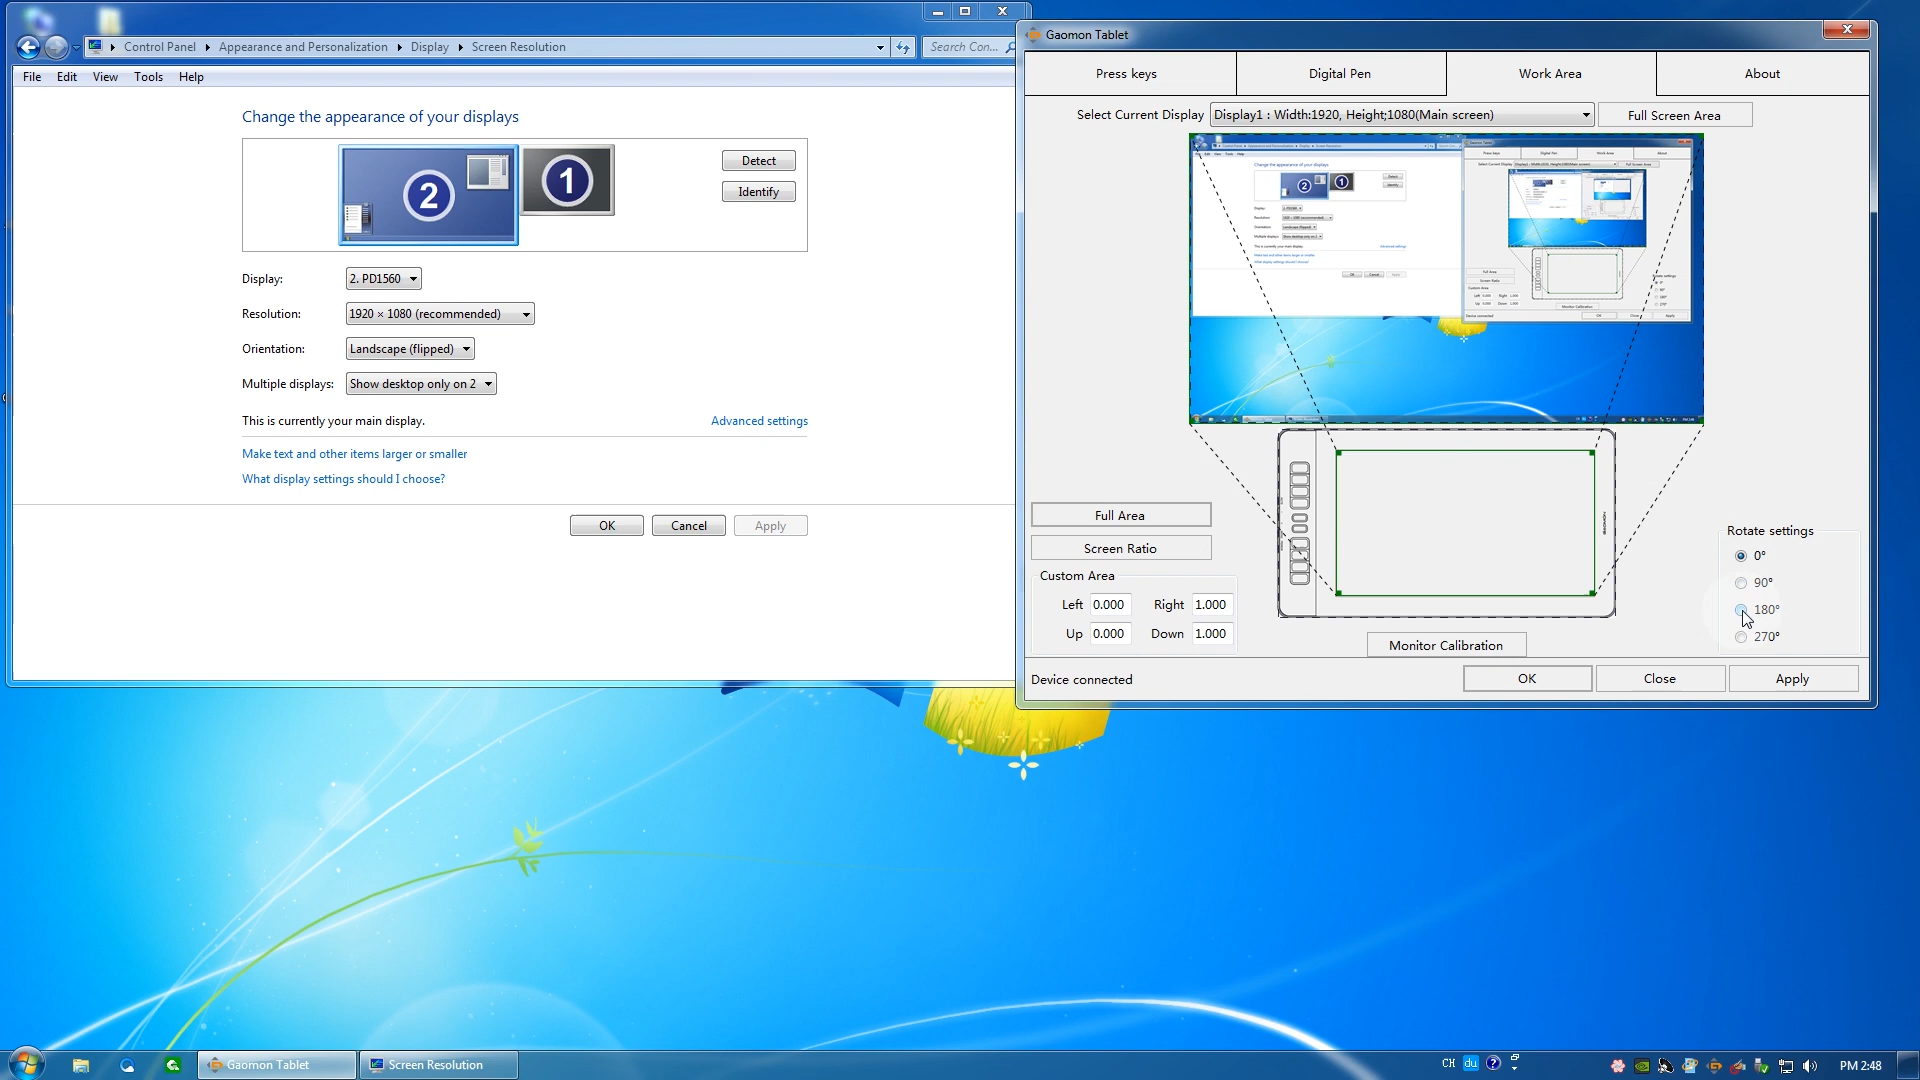 Control Panel Appearance and Personalization Display Screen Resolution
Search Con...
File Edit View Tools Help
Change the appearance of your displays
2
1
Detect
Identify
Display: 2. PD1560
Resolution: 1920 × 1080 (recommended)
Orientation: Landscape (flipped)
Multiple displays: Show desktop only on 2
This is currently your main display.
Advanced settings
Make text and other items larger or smaller
What display settings should I choose?
OK Cancel Apply
Gaomon Tablet
Press keys Digital Pen Work Area About
Select Current Display Display1 : Width:1920, Height;1080(Main screen) Full Screen Area
Full Area
Screen Ratio
Custom Area
Left 0.000 Right 1.000
Up 0.000 Down 1.000
Monitor Calibration
Rotate settings
0°
90°
180°
270°
Device connected
OK Close Apply
Gaomon Tablet
Screen Resolution
CH du ?
PM 2:48